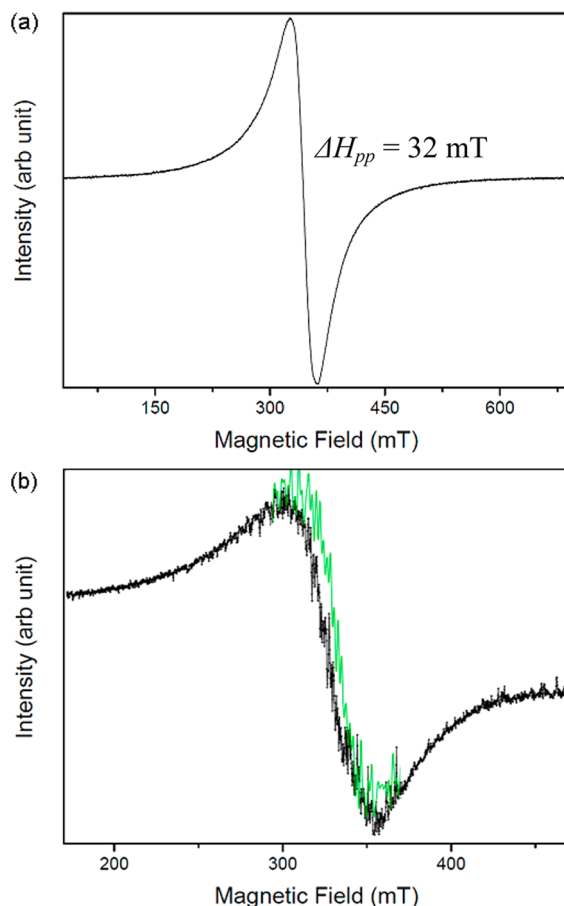 (a)
Intensity (arb unit)
ΔHpp = 32 mT
150 300 450 600
Magnetic Field (mT)
(b)
Intensity (arb unit)
200 300 400
Magnetic Field (mT)